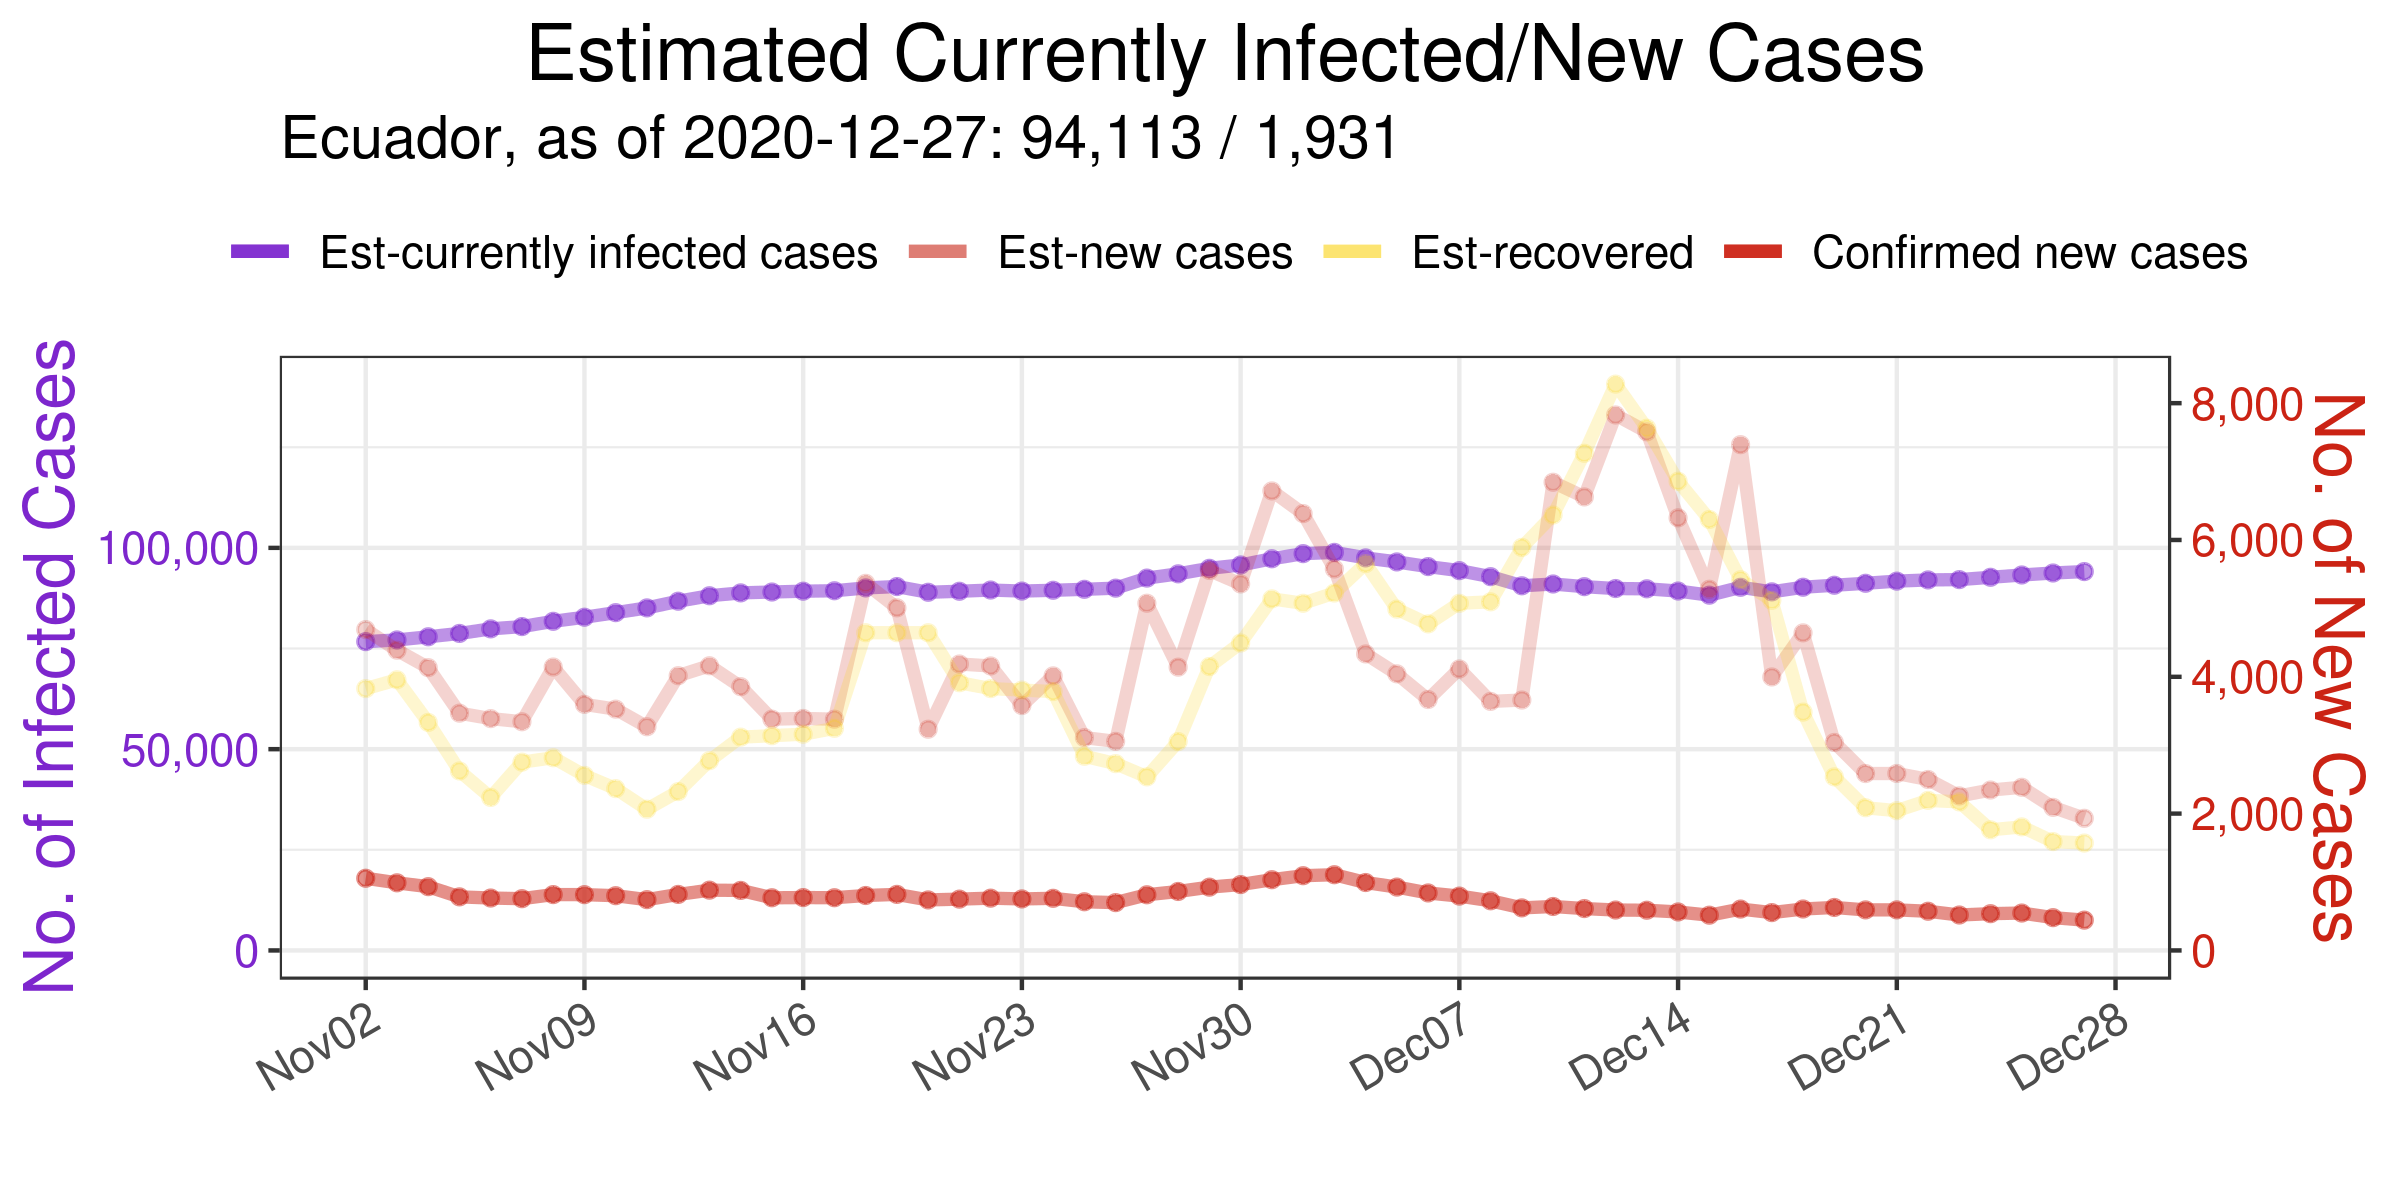 Estimated Currently Infected/New Cases
Ecuador, as of 2020-12-27: 94,113 / 1,931
Est-currently infected cases Est-new cases Est-recovered Confirmed new cases
No. of Infected Cases
100,000
50,000
0
8,000
6,000
4,000
2,000
0
No. of New Cases
Nov02 Nov09 Nov16 Nov23 Nov30 Dec07 Dec14 Dec21 Dec28